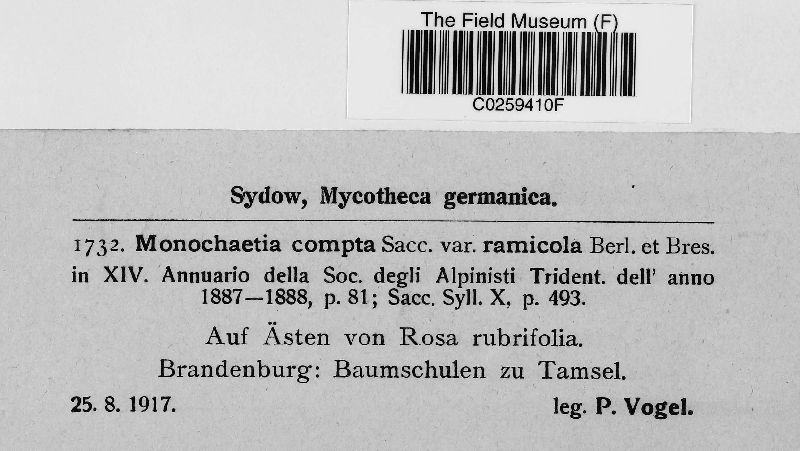 The Field Museum (F)
C0259410F
Sydow, Mycotheca germanica.
1732. Monochaetia compta Sacc. var. ramicola Berl. et Bres.
in XIV. Annuario della Soc. degli Alpinisti Trident. dell' anno
1887—1888, p. 81; Sacc. Syll. X, p. 493.
Auf Ästen von Rosa rubrifolia.
Brandenburg: Baumschulen zu Tamsel.
25. 8. 1917. leg. P. Vogel.